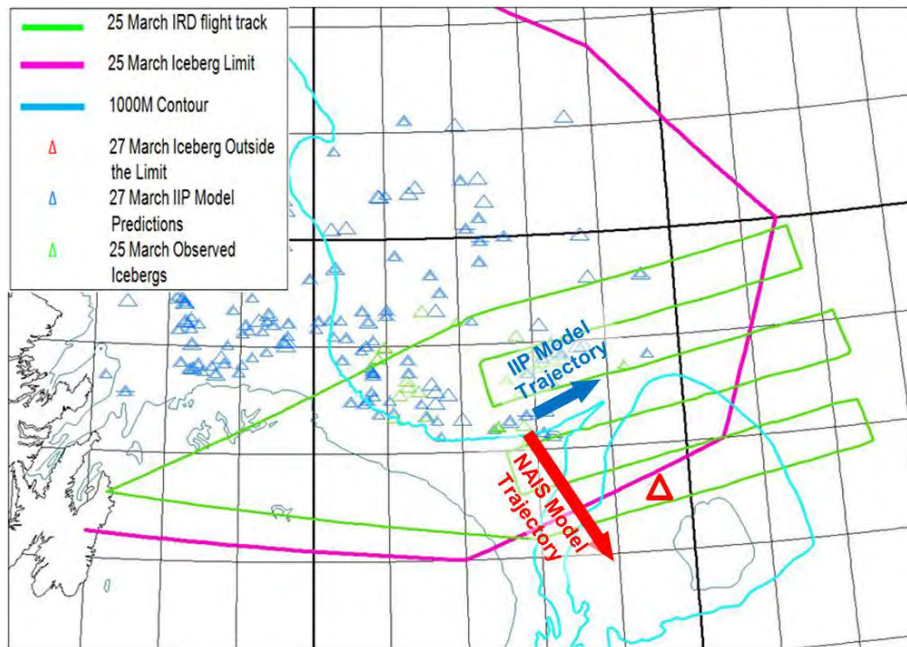 25 March IRD flight track
25 March Iceberg Limit
1000M Contour
27 March Iceberg Outside
the Limit
27 March IIP Model
Predictions
25 March Observed
Icebergs
IIP Model
Trajectory
NAIS Model
Trajectory